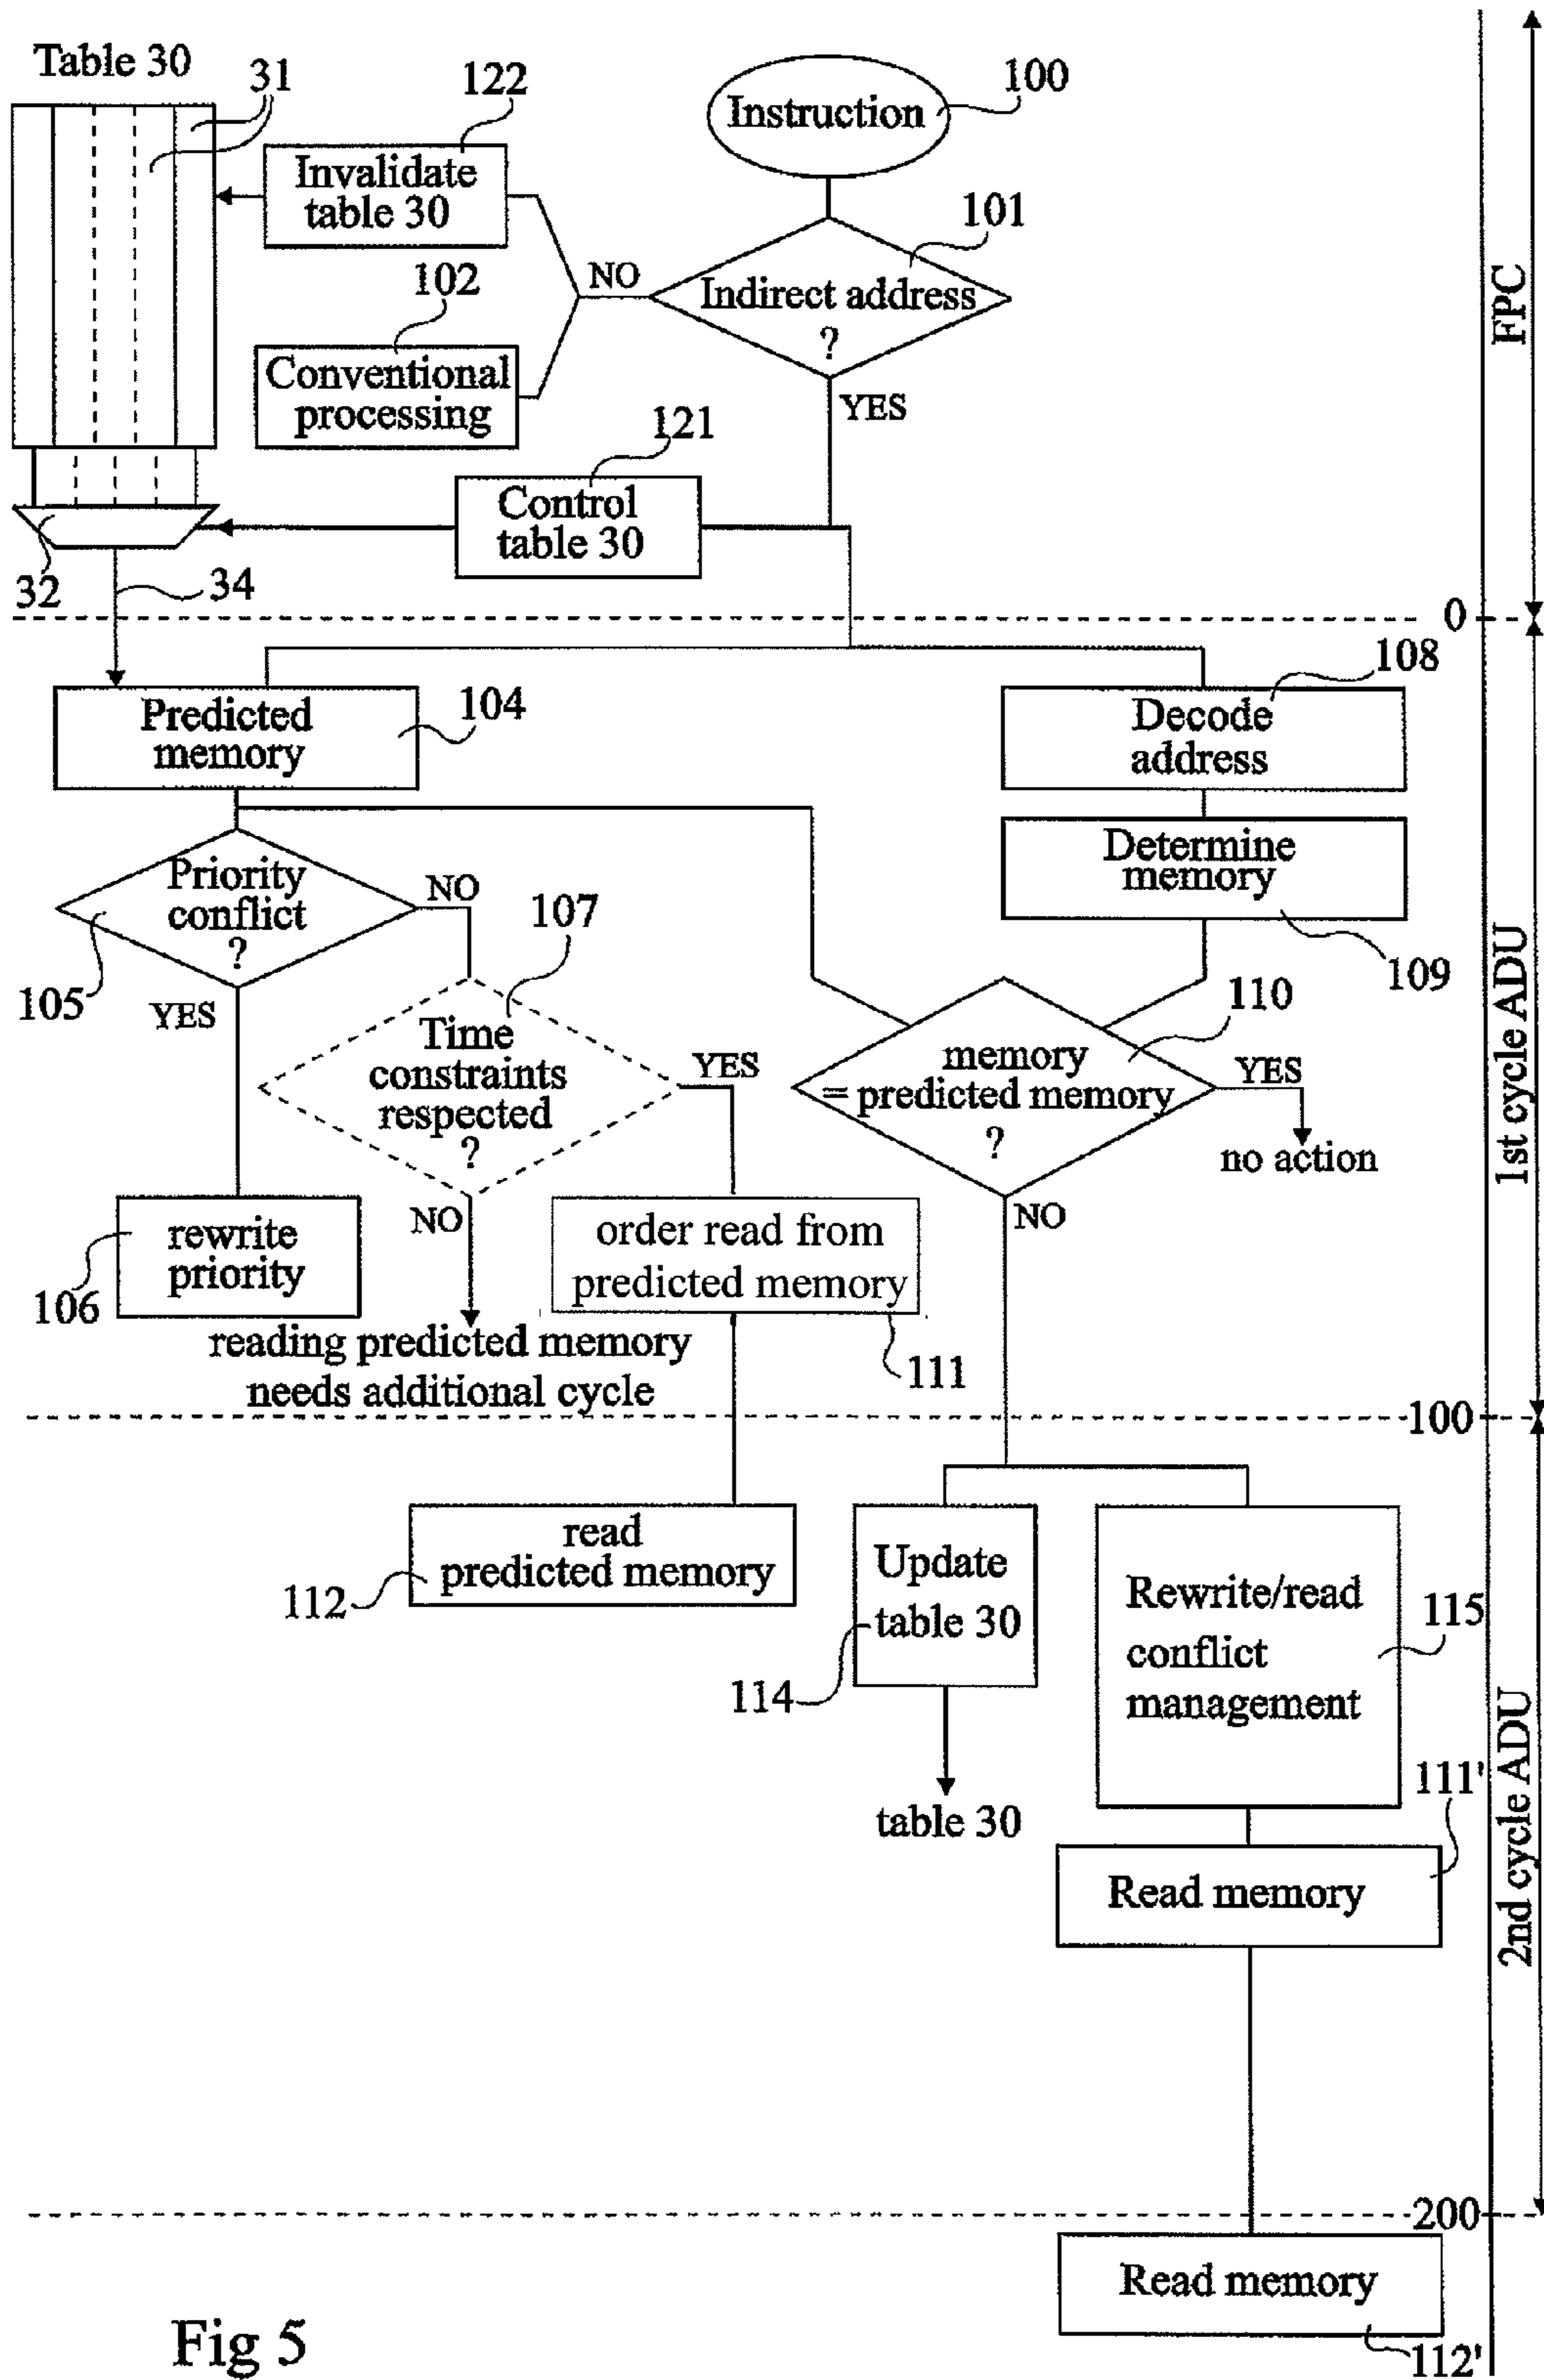 Table 30
31
122
100
Instruction
Invalidate
table 30
101
102
NO
Indirect address
?
Conventional
processing
YES
121
Control
table 30
FPC
32
34
0
108
Predicted
memory
104
Decode
address
Determine
memory
109
Priority
conflict
?
NO
105
YES
107
Time
constraints
respected
?
YES
NO
110
memory
= predicted memory
?
YES
no action
NO
1st cycle ADU
rewrite
priority
106
order read from
predicted memory
111
reading predicted memory
needs additional cycle
100
read
predicted memory
112
Update
table 30
114
table 30
Rewrite/read
conflict
management
115
111'
Read memory
2nd cycle ADU
200
Read memory
112'
Fig 5